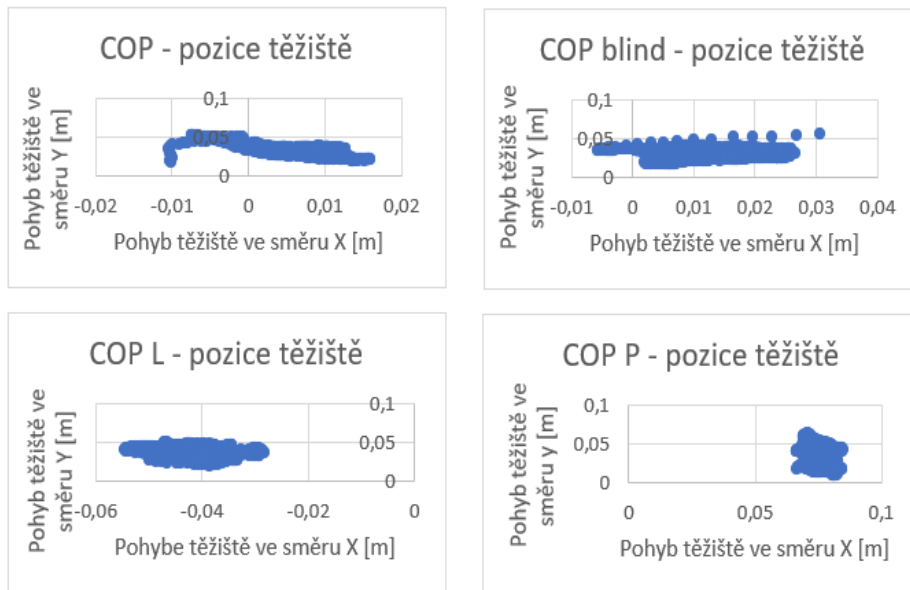 COP - pozice těžiště
Pohyb těžiště ve
směru Y [m]
0,1
0,05
0
-0,02
-0,01
0
0,01
0,02
Pohyb těžiště ve směru X [m]
COP blind - pozice těžiště
Pohyb těžiště ve
směru Y [m]
0,1
0,05
0
-0,01
0
0,01
0,02
0,03
0,04
Pohyb těžiště ve směru X [m]
COP L - pozice těžiště
Pohyb těžiště ve
směru Y [m]
0,1
0,05
0
-0,06
-0,04
-0,02
0
Pohybe těžiště ve směru X [m]
COP P - pozice těžiště
Pohyb těžiště ve
směru y [m]
0,1
0,05
0
0
0,05
0,1
Pohyb těžiště ve směru X [m]